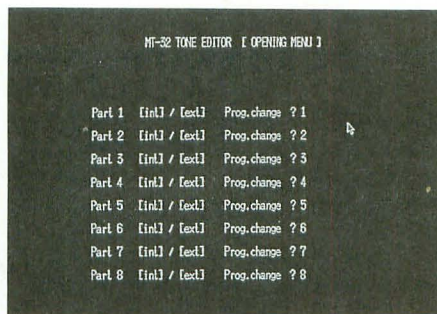 MT-32 TONE EDITOR [ OPENING MENU ]
Part 1 [int] / [ext] Prog.change ? 1
Part 2 [int] / [ext] Prog.change ? 2
Part 3 [int] / [ext] Prog.change ? 3
Part 4 [int] / [ext] Prog.change ? 4
Part 5 [int] / [ext] Prog.change ? 5
Part 6 [int] / [ext] Prog.change ? 6
Part 7 [int] / [ext] Prog.change ? 7
Part 8 [int] / [ext] Prog.change ? 8